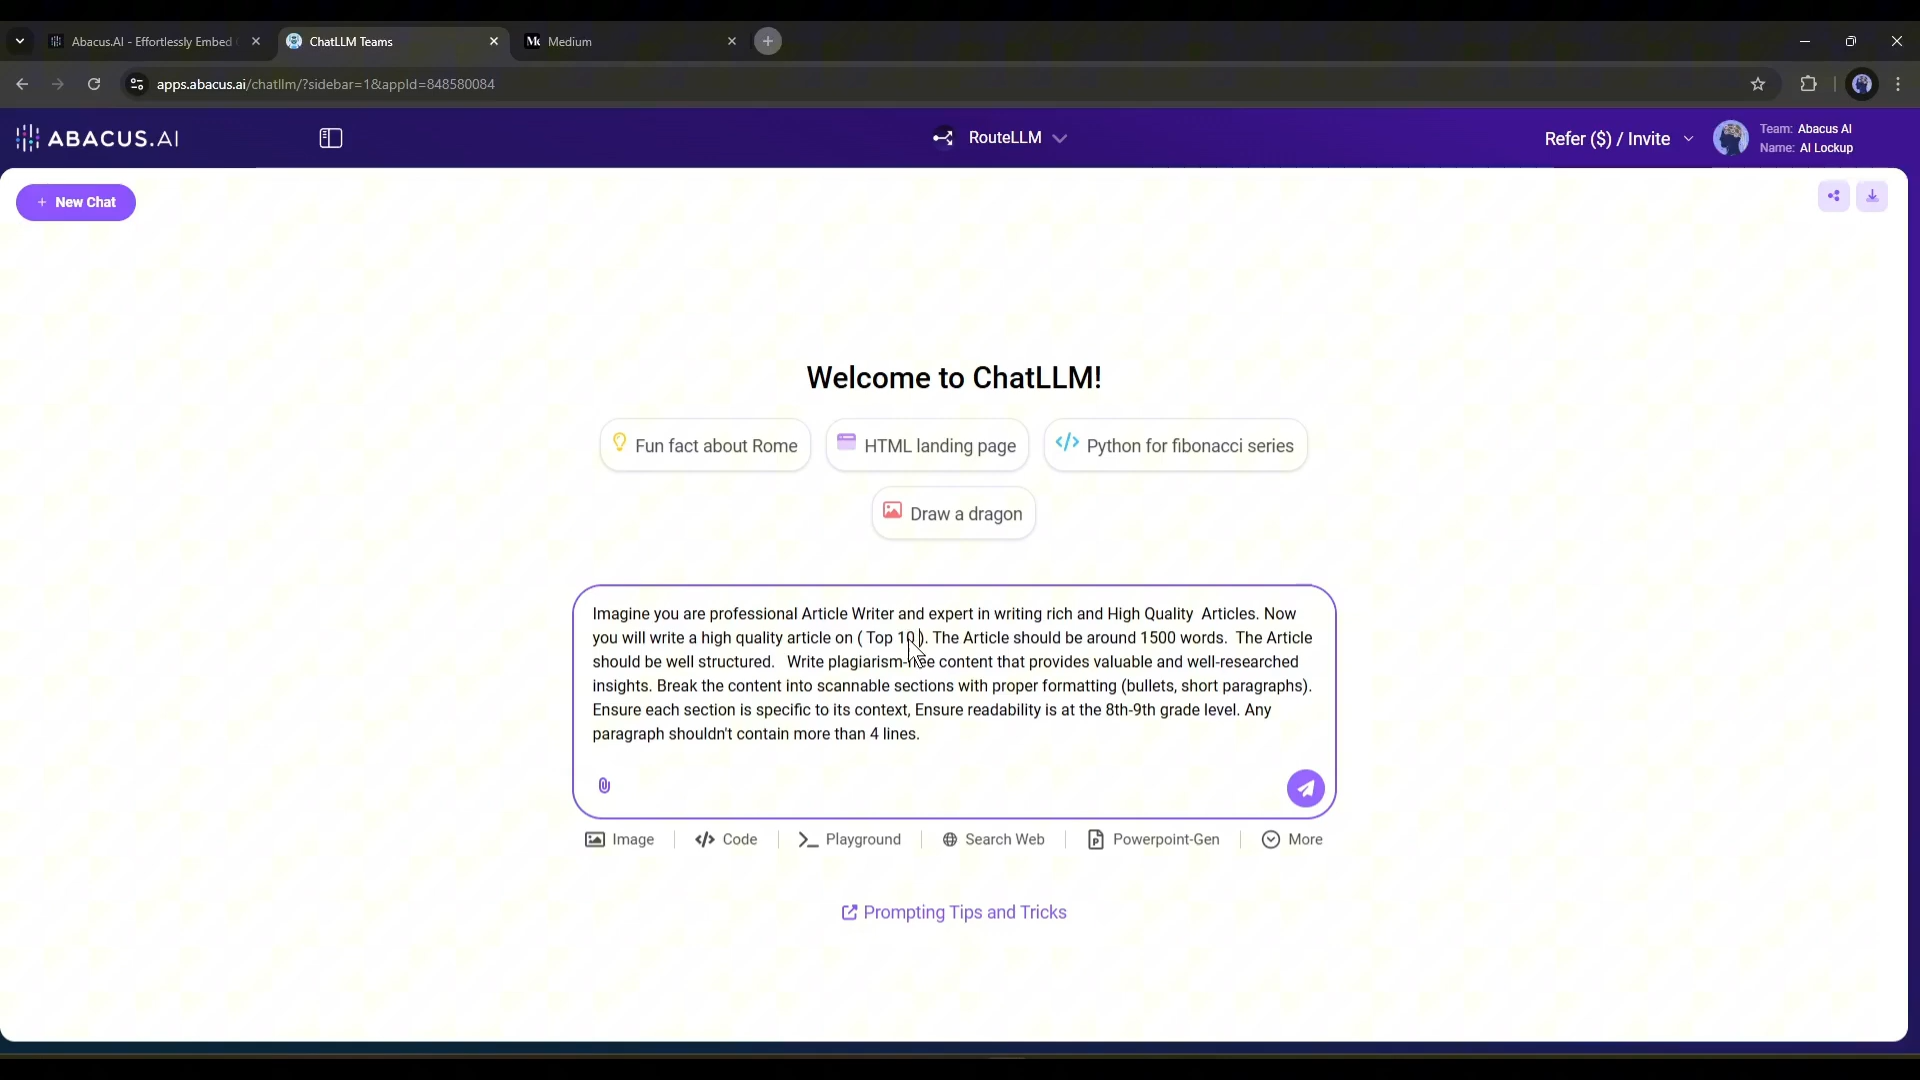 Abacus.AI - Effortlessly Embed
ChatLLM Teams
Medium
apps.abacus.ai/chatllm/?sidebar=1&appId=848580084
ABACUS.AI
RouteLLM
Refer ($) / Invite
Team: Abacus AI
Name: AI Lockup
+ New Chat
Welcome to ChatLLM!
Fun fact about Rome
HTML landing page
Python for fibonacci series
Draw a dragon
Imagine you are professional Article Writer and expert in writing rich and High Quality Articles. Now
you will write a high quality article on ( Top 10 ). The Article should be around 1500 words. The Article
should be well structured. Write plagiarism-free content that provides valuable and well-researched
insights. Break the content into scannable sections with proper formatting (bullets, short paragraphs).
Ensure each section is specific to its context, Ensure readability is at the 8th-9th grade level. Any
paragraph shouldn't contain more than 4 lines.
Image
Code
Playground
Search Web
Powerpoint-Gen
More
Prompting Tips and Tricks